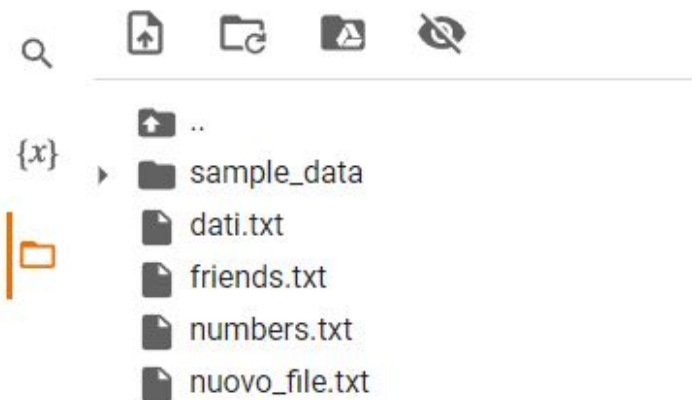 ..
{x}
sample_data
dati.txt
friends.txt
numbers.txt
nuovo_file.txt